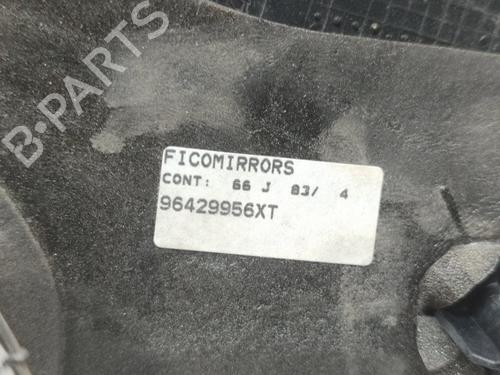 B-PARTS
FICOMIRRORS
CONT: 66 J 83/ 4
96429956XT